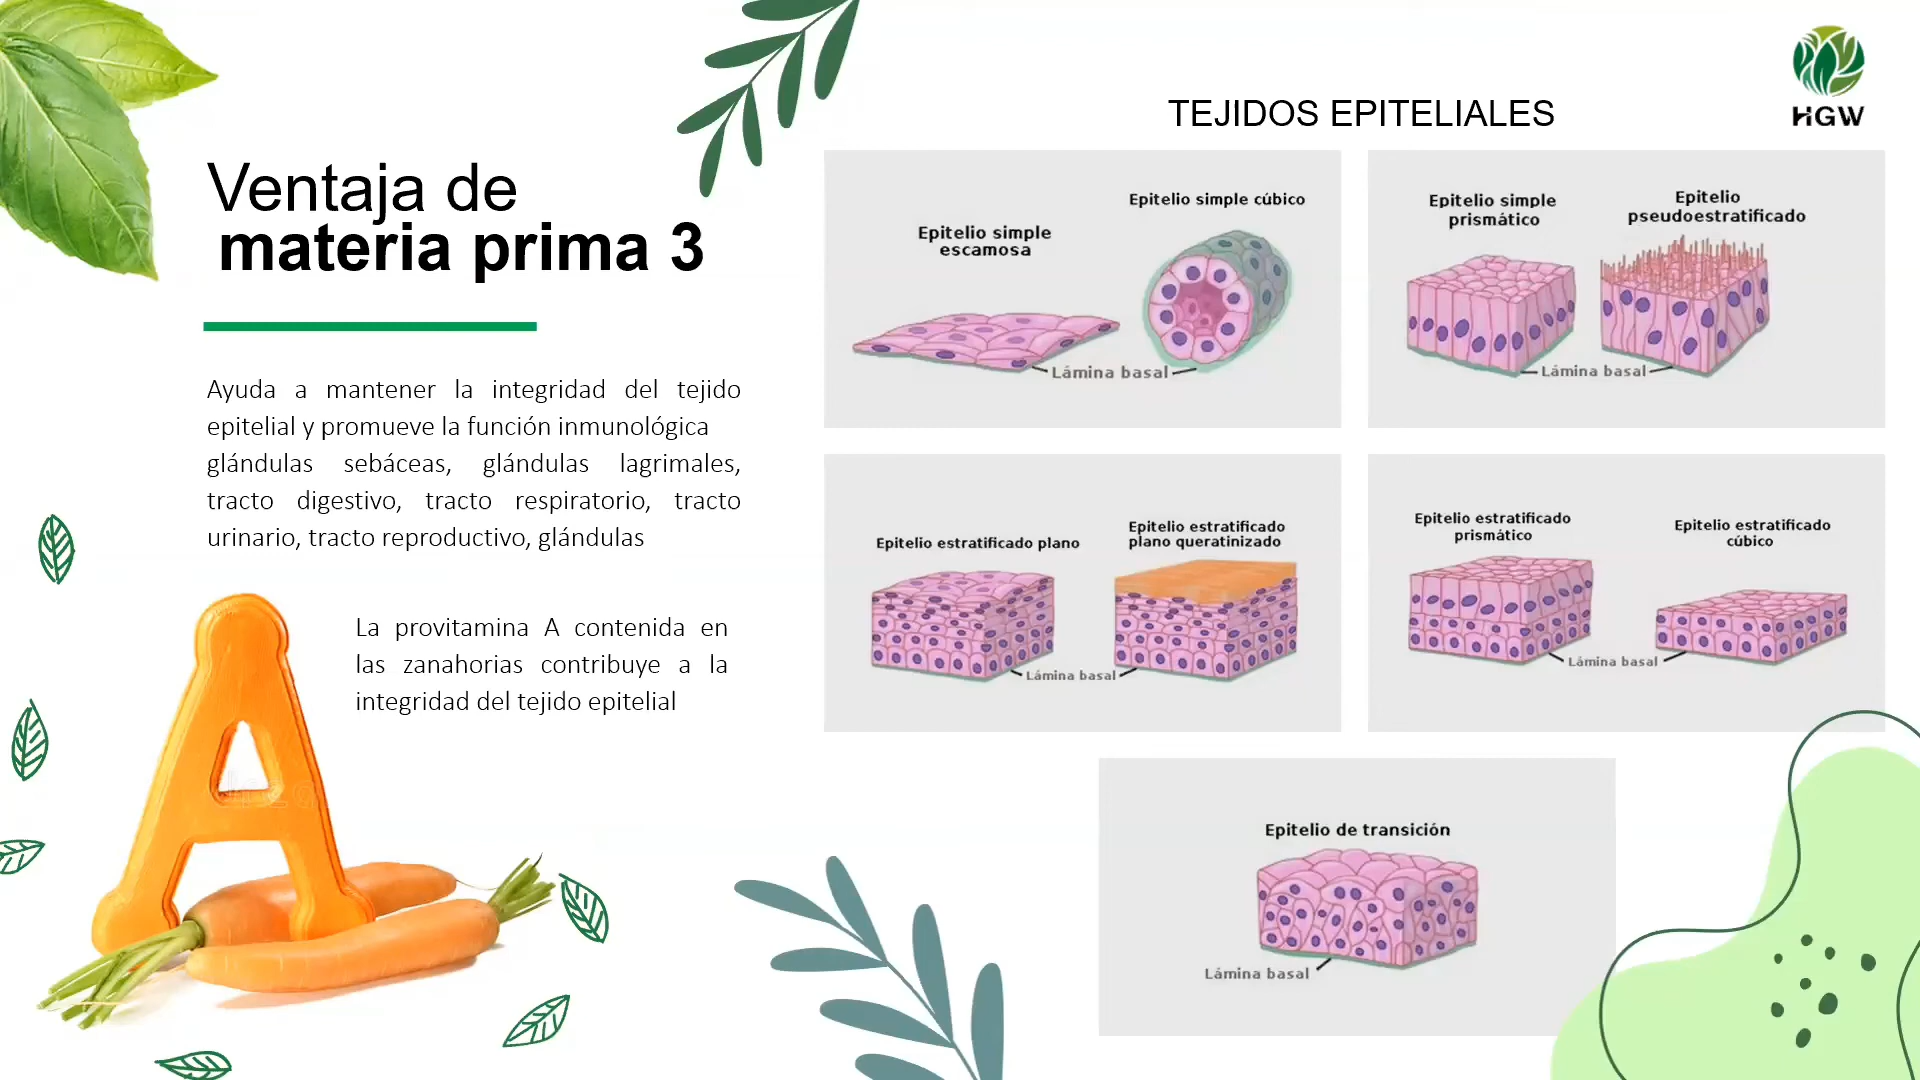 HGW
TEJIDOS EPITELIALES
Ventaja de
materia prima 3
Ayuda a mantener la integridad del tejido
epitelial y promueve la función inmunológica
glándulas sebáceas, glándulas lagrimales,
tracto digestivo, tracto respiratorio, tracto
urinario, tracto reproductivo, glándulas
La provitamina A contenida en
las zanahorias contribuye a la
integridad del tejido epitelial
A
Epitelio simple
escamosa
Epitelio simple cúbico
Lámina basal
Epitelio simple
prismático
Epitelio
pseudoestratificado
Lámina basal
Epitelio estratificado plano
Epitelio estratificado
plano queratinizado
Lámina basal
Epitelio estratificado
prismático
Epitelio estratificado
cúbico
Lámina basal
Epitelio de transición
Lámina basal